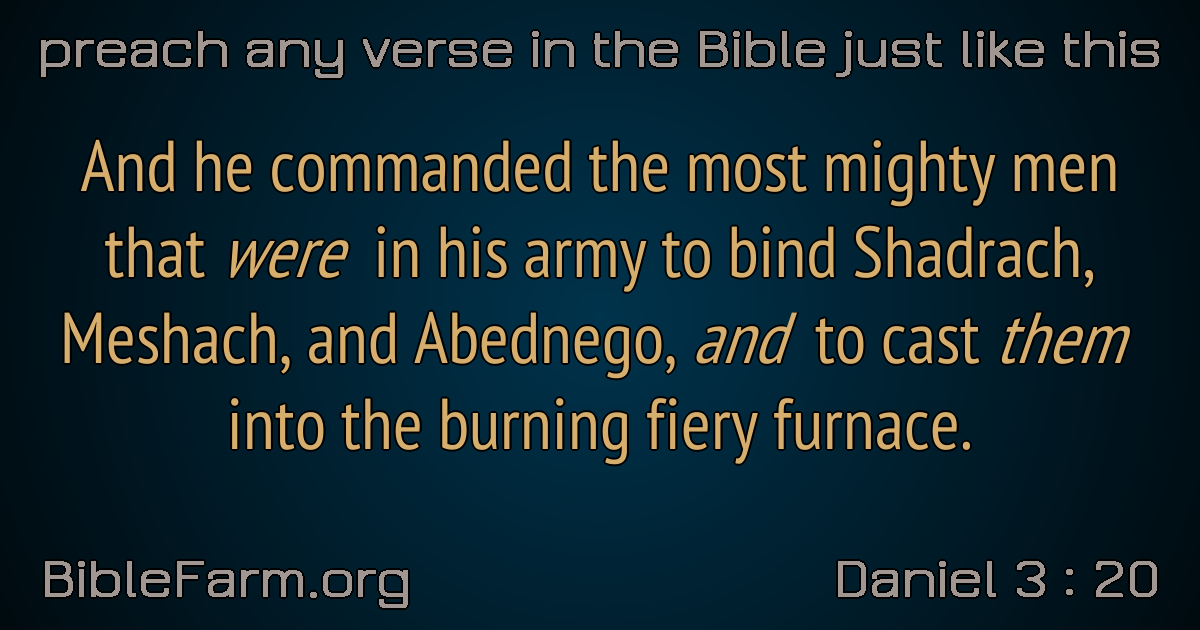 preach any verse in the Bible just like this
And he commanded the most mighty men
that were in his army to bind Shadrach,
Meshach, and Abednego, and to cast them
into the burning fiery furnace.
BibleFarm.org
Daniel 3 : 20